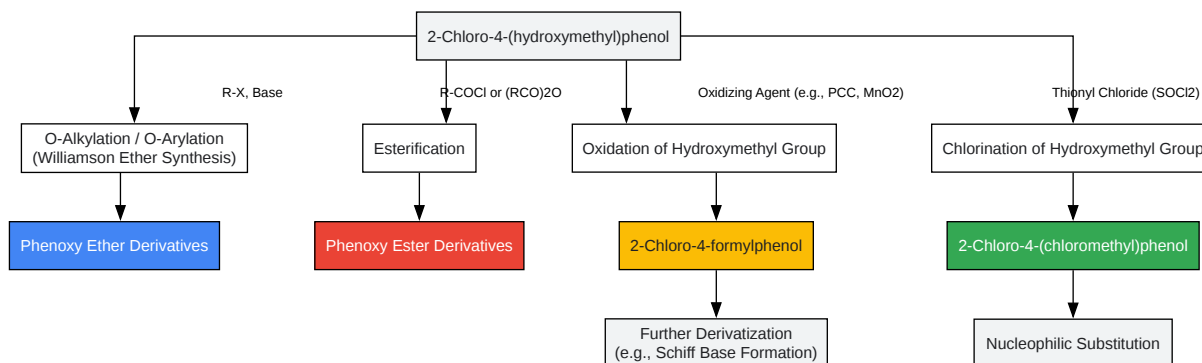 2-Chloro-4-(hydroxymethyl)phenol
R-X, Base
R-COCl or (RCO)2O
Oxidizing Agent (e.g., PCC, MnO2)
Thionyl Chloride (SOCl2)
O-Alkylation / O-Arylation
(Williamson Ether Synthesis)
Esterification
Oxidation of Hydroxymethyl Group
Chlorination of Hydroxymethyl Group
Phenoxy Ether Derivatives
Phenoxy Ester Derivatives
2-Chloro-4-formylphenol
2-Chloro-4-(chloromethyl)phenol
Further Derivatization
(e.g., Schiff Base Formation)
Nucleophilic Substitution